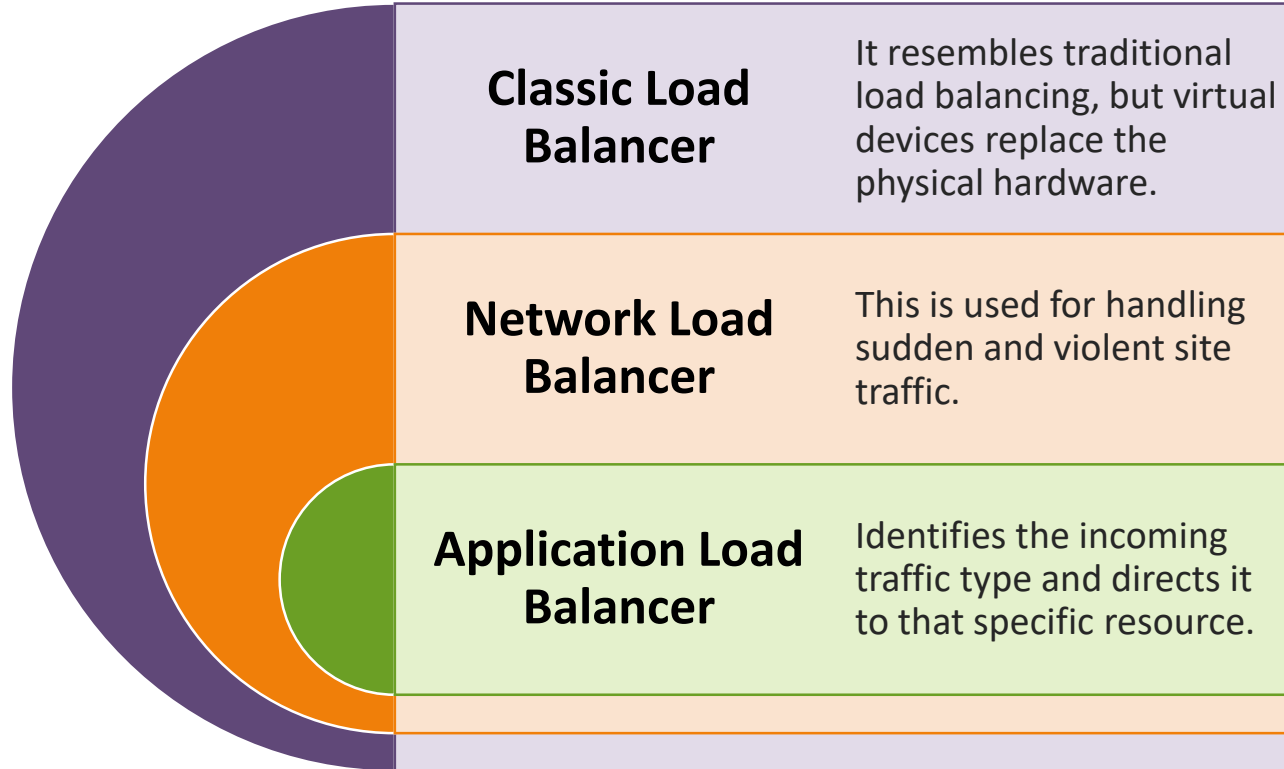 Classic Load
Balancer
It resembles traditional
load balancing, but virtual
devices replace the
physical hardware.
Network Load
Balancer
This is used for handling
sudden and violent site
traffic.
Application Load
Balancer
Identifies the incoming
traffic type and directs it
to that specific resource.